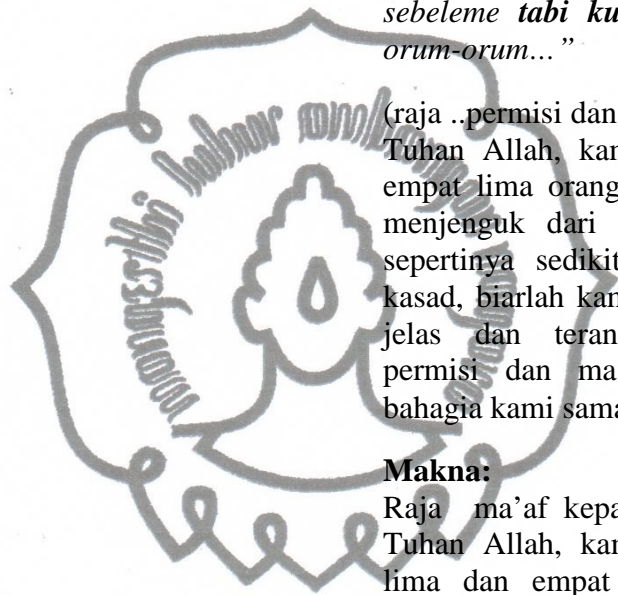 sebeleme tabi ku
orum-orum…”
(raja ..permisi dan
Tuhan Allah, kan
empat lima orang
menjenguk dari
sepertinya sedikit
kasad, biarlah kan
jelas dan teran
permisi dan ma
bahagia kami sama
Makna:
Raja ma’af kepa
Tuhan Allah, kan
lima dan empat